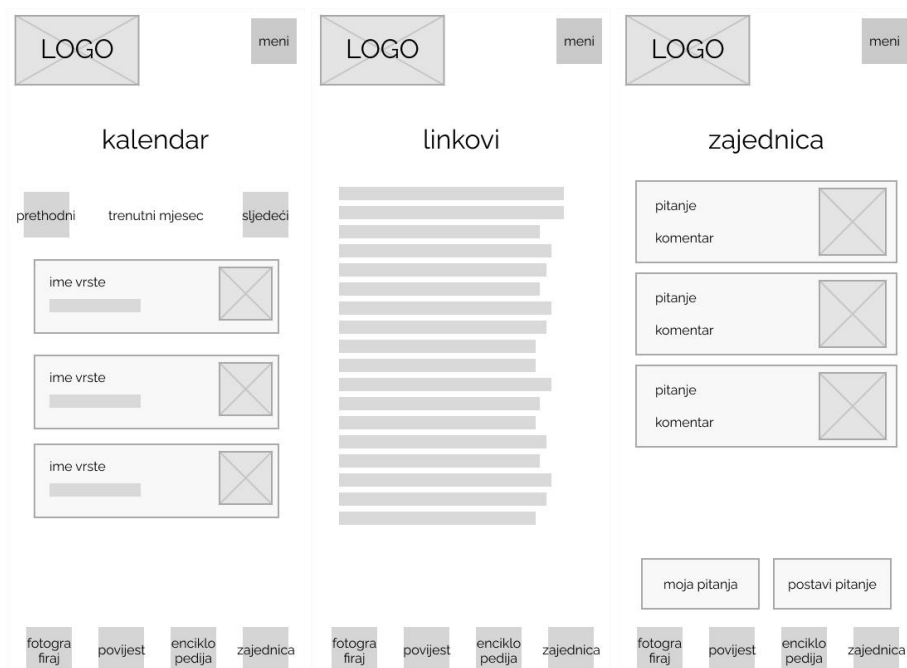 LOGO
meni
kalendar
prethodni
trenutni mjesec
sljedeći
ime vrste
ime vrste
ime vrste
fotogra
firaj
povijest
enciklo
pedija
zajednica
LOGO
meni
linkovi
fotogra
firaj
povijest
enciklo
pedija
zajednica
LOGO
meni
zajednica
pitanje
komentar
pitanje
komentar
pitanje
komentar
moja pitanja
postavi pitanje
fotogra
firaj
povijest
enciklo
pedija
zajednica